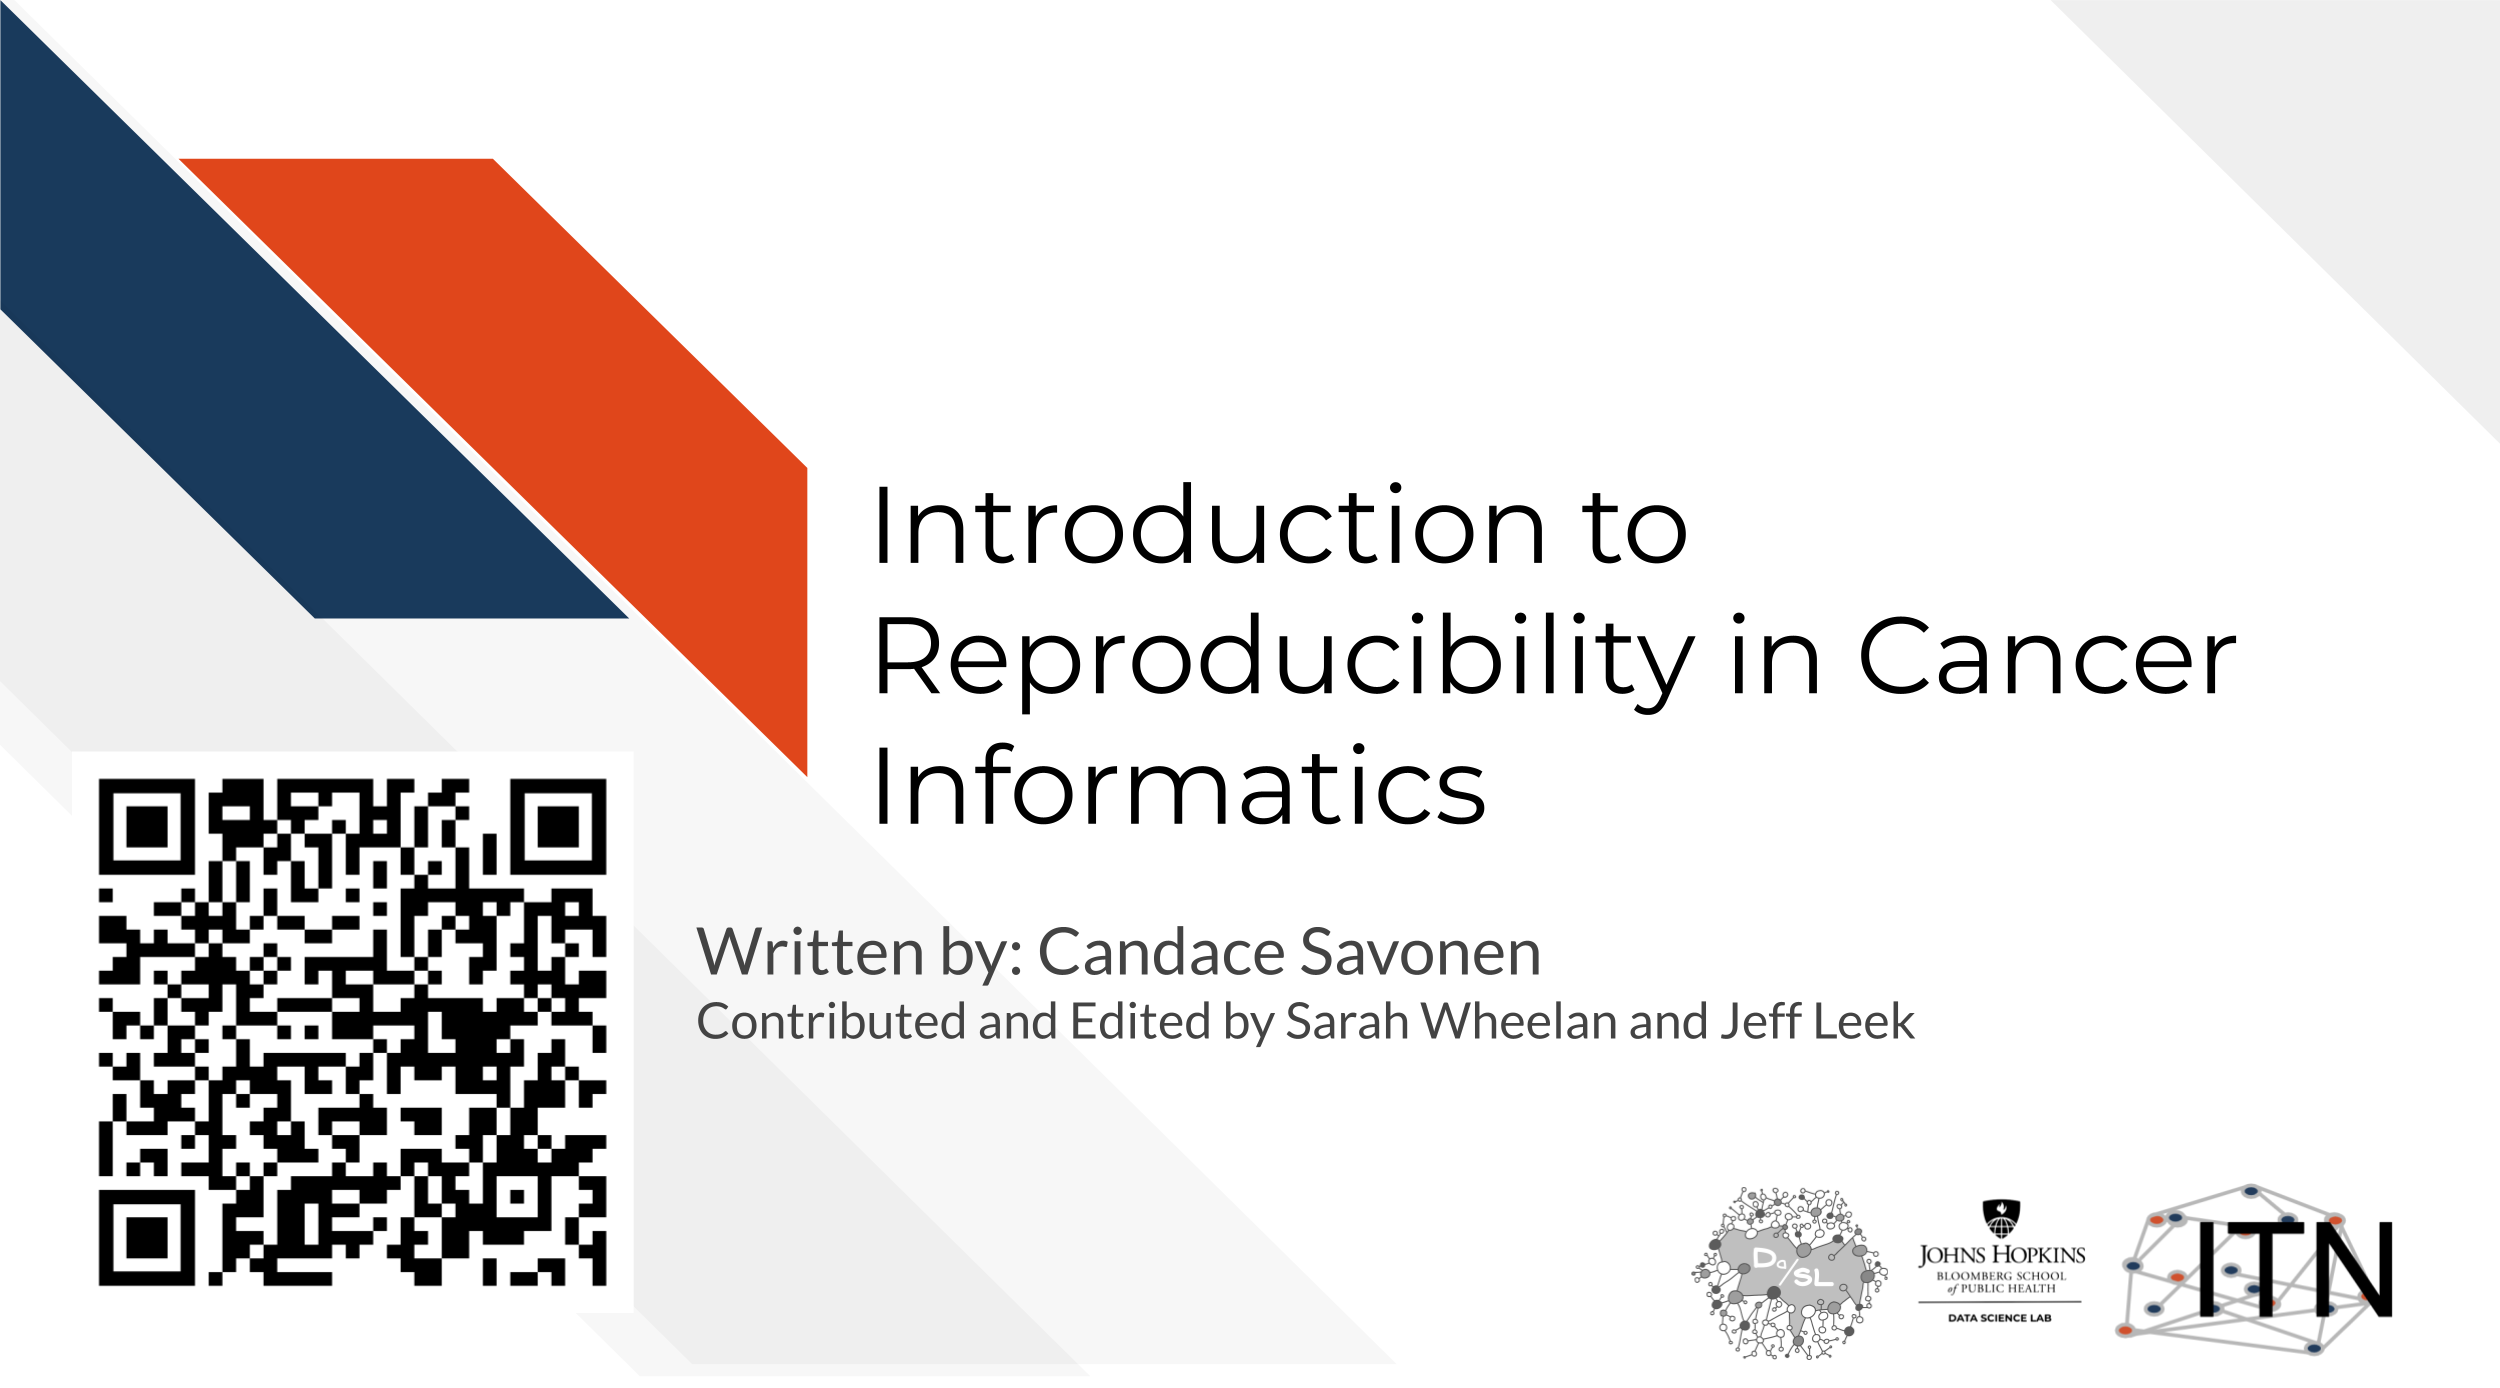 Introduction to
Reproducibility in Cancer
Informatics
Written by: Candace Savonen
Contributed and Edited by Sarah Wheelan and Jeff Leek
DaSL
JOHNS HOPKINS
BLOOMBERG SCHOOL
of PUBLIC HEALTH
DATA SCIENCE LAB
ITN